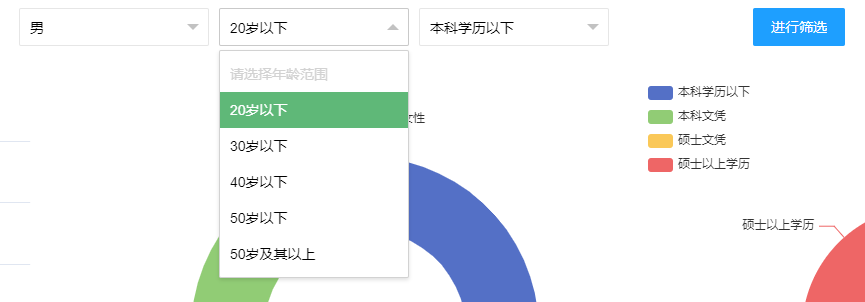 男
20岁以下
本科学历以下
进行筛选
请选择年龄范围
20岁以下
30岁以下
40岁以下
50岁以下
50岁及其以上
女性
本科学历以下
本科文凭
硕士文凭
硕士以上学历
硕士以上学历